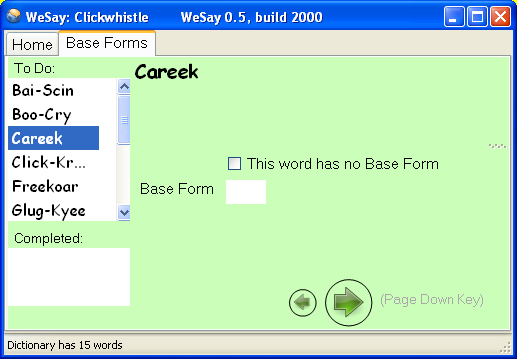 WeSay: Clickwhistle WeSay 0.5, build 2000
Home Base Forms
To Do:
Bai-Scin
Boo-Cry
Careek
Click-Kr...
Freekoar
Glug-Kyee
Completed:
Careek
This word has no Base Form
Base Form
(Page Down Key)
Dictionary has 15 words